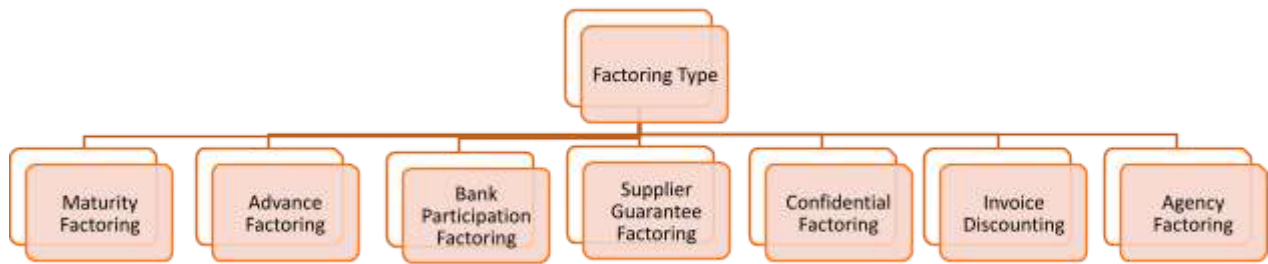 Factoring Type
Maturity
Factoring
Advance
Factoring
Bank
Participation
Factoring
Supplier
Guarantee
Factoring
Confidential
Factoring
Invoice
Discounting
Agency
Factoring